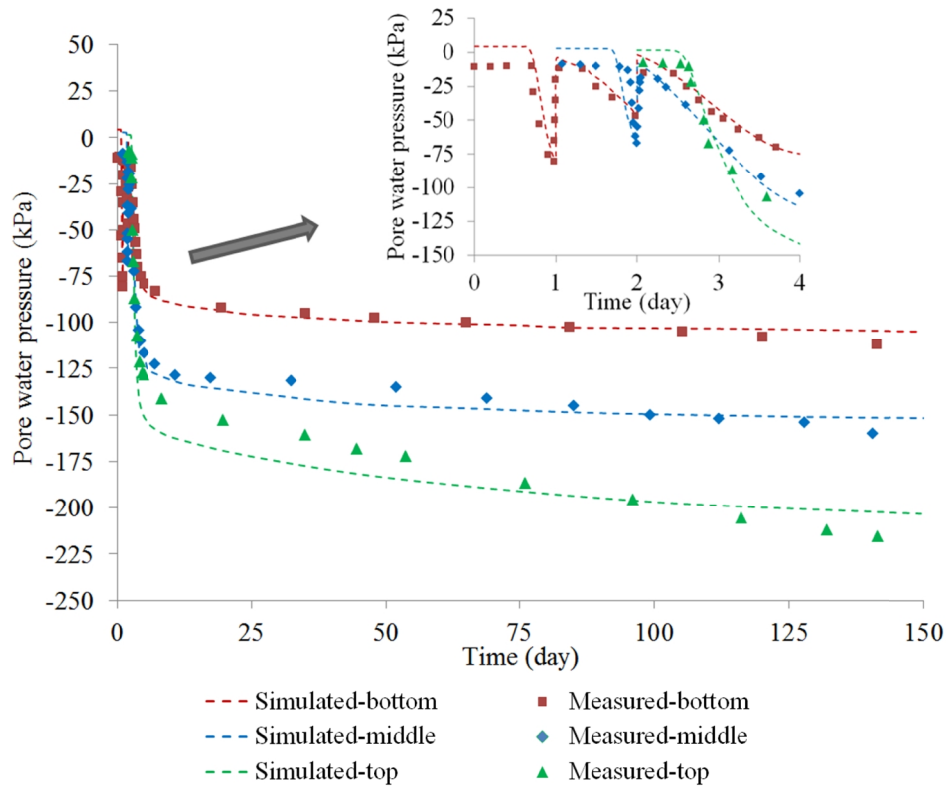 50
25
0
-25
-50
-75
-100
-125
-150
-175
-200
-225
-250
Pore water pressure (kPa)
0 25 50 75 100 125 150
Time (day)
25
0
-25
-50
-75
-100
-125
-150
Pore water pressure (kPa)
0 1 2 3 4
Time (day)
Simulated-bottom Measured-bottom
Simulated-middle Measured-middle
Simulated-top Measured-top